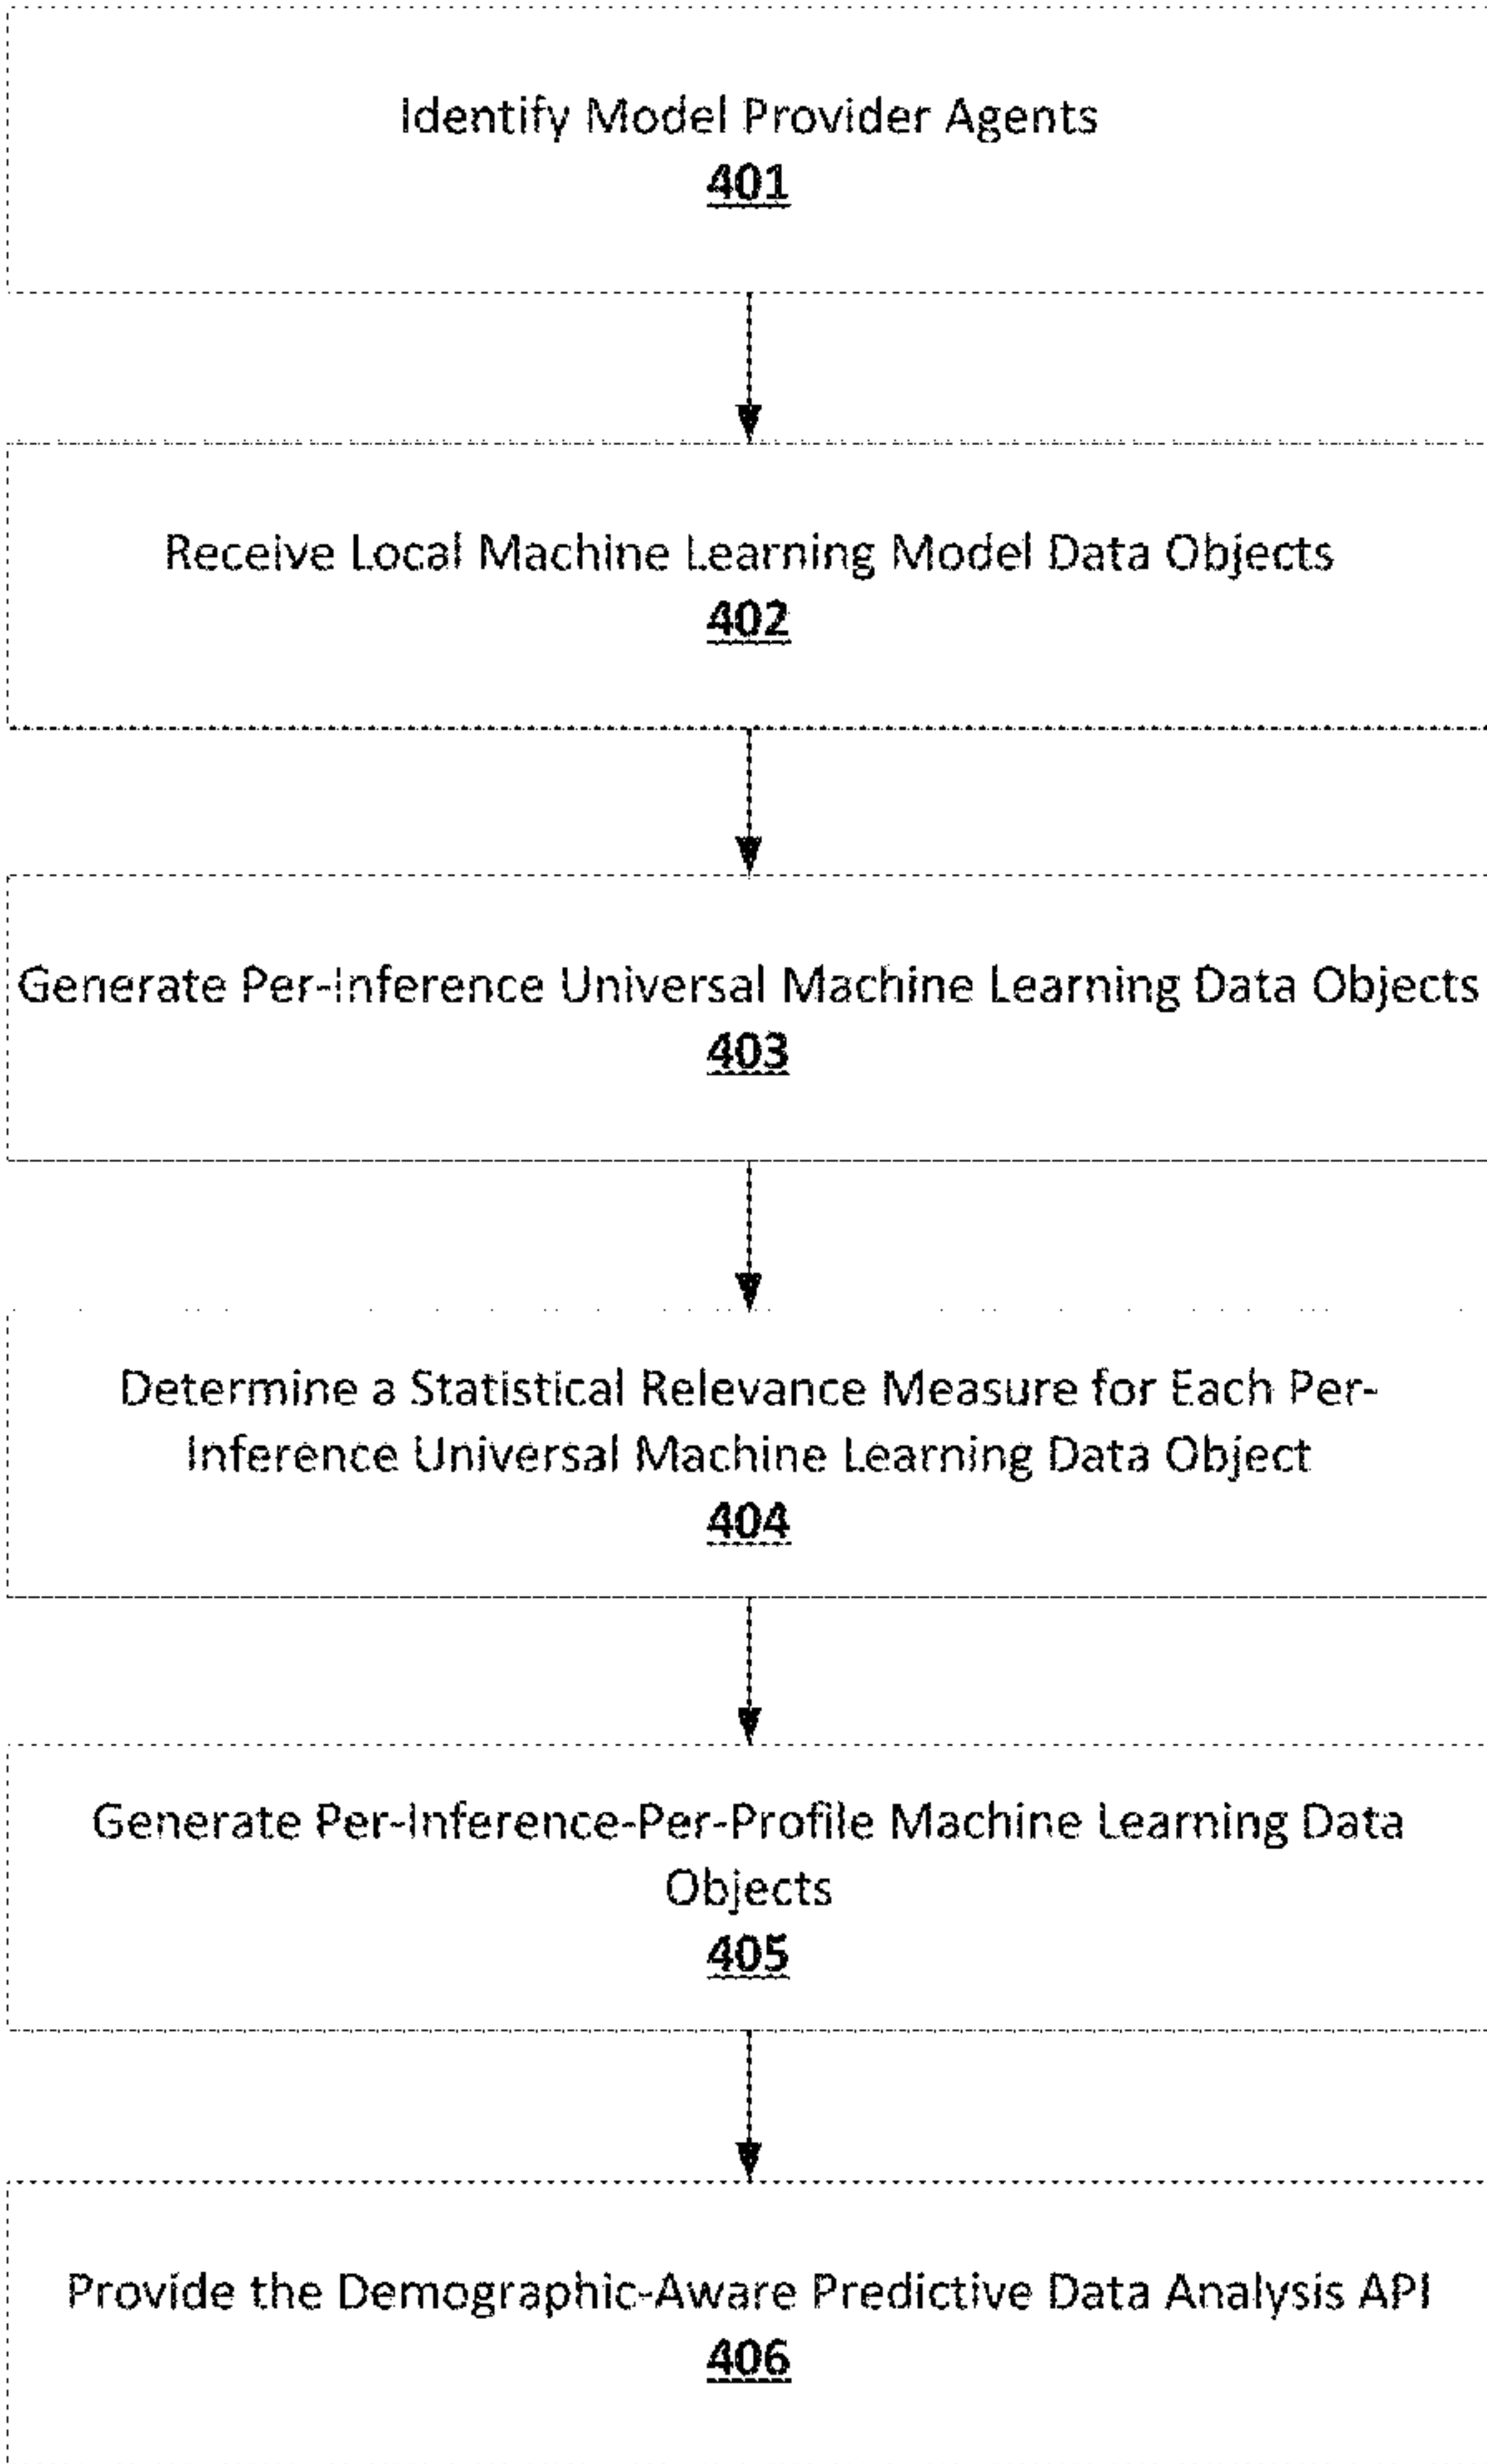 Identify Model Provider Agents
401
Receive Local Machine Learning Model Data Objects
402
Generate Per-Inference Universal Machine Learning Data Objects
403
Determine a Statistical Relevance Measure for Each Per-
Inference Universal Machine Learning Data Object
404
Generate Per-Inference-Per-Profile Machine Learning Data
Objects
405
Provide the Demographic-Aware Predictive Data Analysis API
406